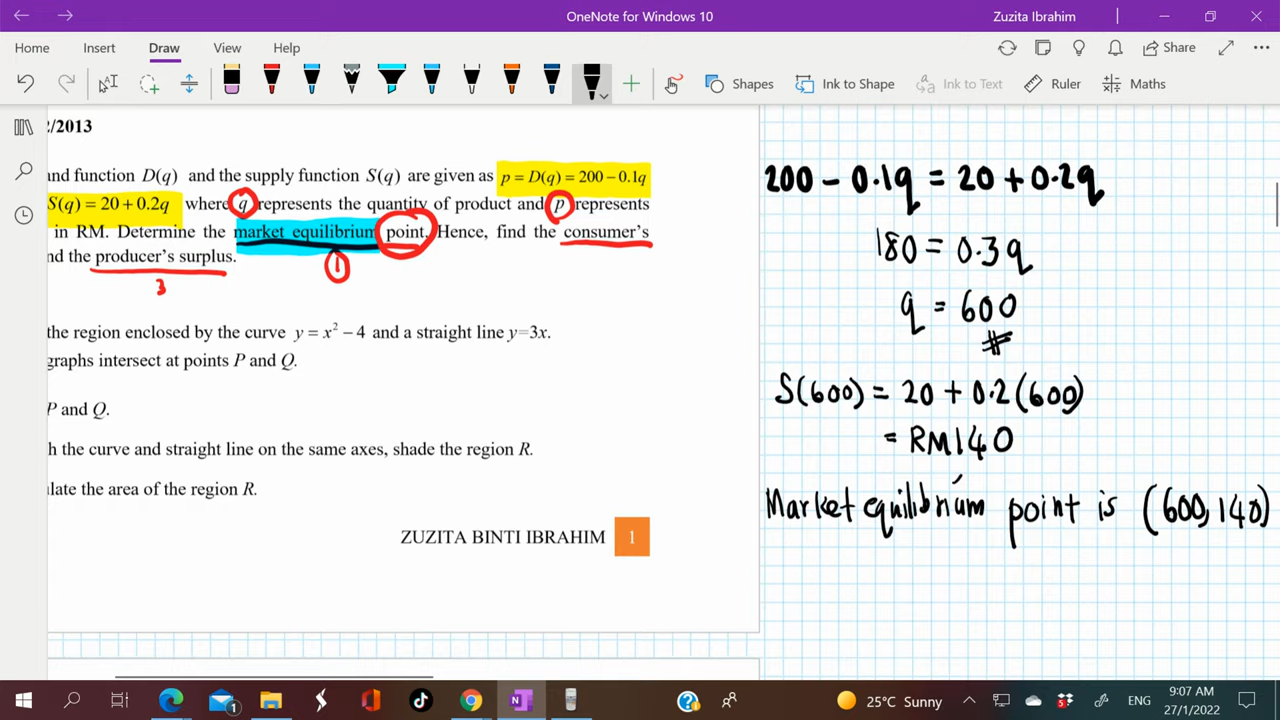 OneNote for Windows 10
Zuzita Ibrahim
Home Insert Draw View Help
Share
Shapes Ink to Shape Ink to Text Ruler Maths
2/2013
und function D(q) and the supply function S(q) are given as p = D(q) = 200 − 0.1q
S(q) = 20 + 0.2q where q represents the quantity of product and p represents
in RM. Determine the market equilibrium point. Hence, find the consumer's
nd the producer's surplus.
1
3
the region enclosed by the curve y = x² − 4 and a straight line y=3x.
graphs intersect at points P and Q.
P and Q.
h the curve and straight line on the same axes, shade the region R.
late the area of the region R.
ZUZITA BINTI IBRAHIM 1
200 − 0.1q = 20 + 0.2q
180 = 0.3q
q = 600
S(600) = 20 + 0.2(600)
= RM140
Market equilibrium point is (600, 140)
1
25°C Sunny
ENG
9:07 AM
27/1/2022